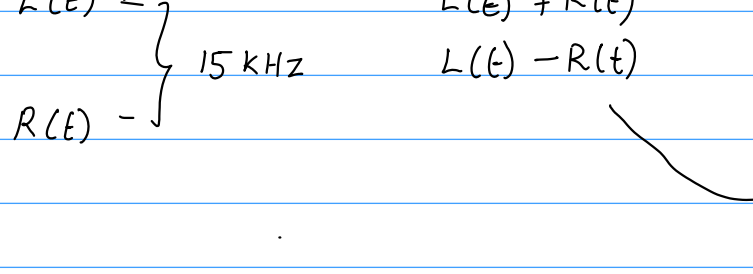 L(t) -
L(t) + R(t)
15 KHZ
L(t) - R(t)
R(t) -